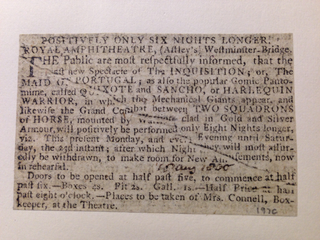 POSITIVELY ONLY SIX NIGHTS LONGER.
ROYAL AMPHITHEATRE, (Astley's) Westminster-Bridge.
THE Public are most respectfully informed, that the
new Spectacle of The INQUISITION; or, The
MAID of PORTUGAL; as also the popular Comic Panto-
mime, called QUIXOTE and SANCHO, or HARLEQUIN
WARRIOR, in which the Mechanical Giants appear, and
likewise the Grand Combat between TWO SQUADRONS
of HORSE, mounted by clad in Gold and Silver
Armour, will positively be performed only Eight Nights longer,
viz. This present Monday, and every Evening until Satur-
day, the 25th instant; after which Night they will most assu-
redly be withdrawn, to make room for New now
in rehearsal.
Doors to be opened at half past five, to commence at half
past six.—Boxes 4s. Pit 2s. Gall. 1s.—Half Price at half
past eight o'clock.—Places to be taken of Mrs. Connell, Box-
keeper, at the Theatre.